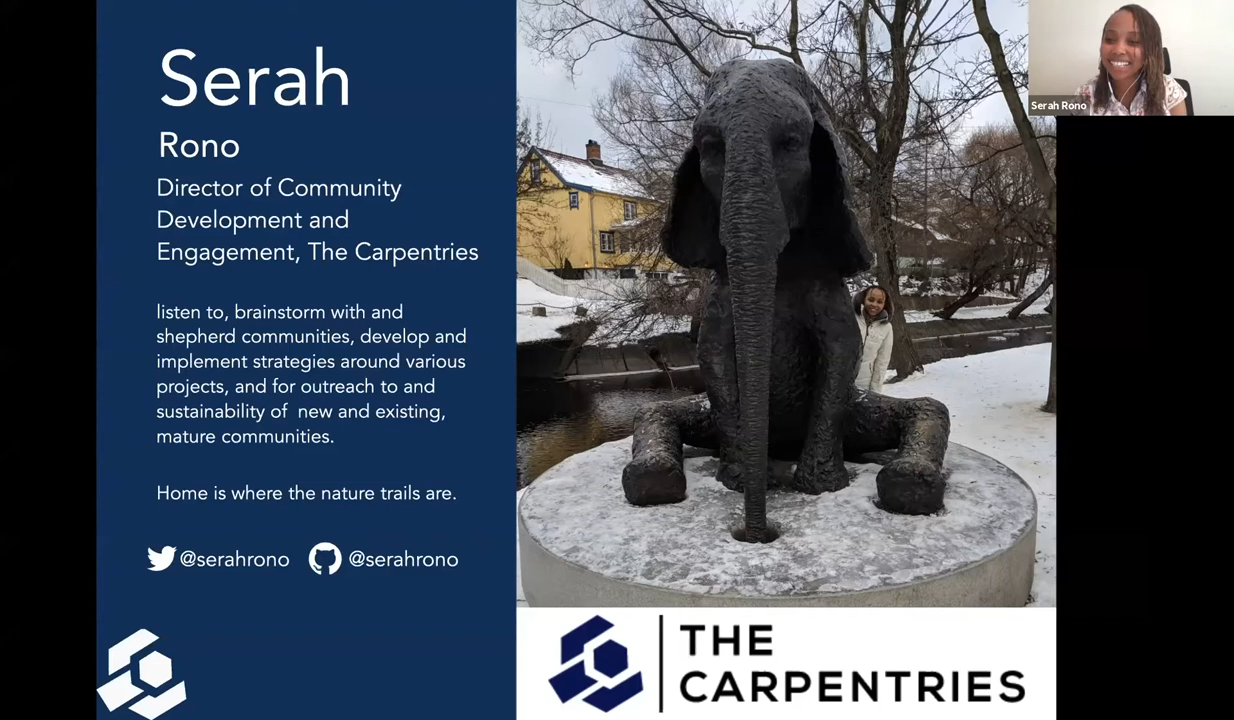 Serah
Rono
Director of Community
Development and
Engagement, The Carpentries
listen to, brainstorm with and
shepherd communities, develop and
implement strategies around various
projects, and for outreach to and
sustainability of new and existing,
mature communities.
Home is where the nature trails are.
@serahrono @serahrono
Serah Rono
THE
CARPENTRIES